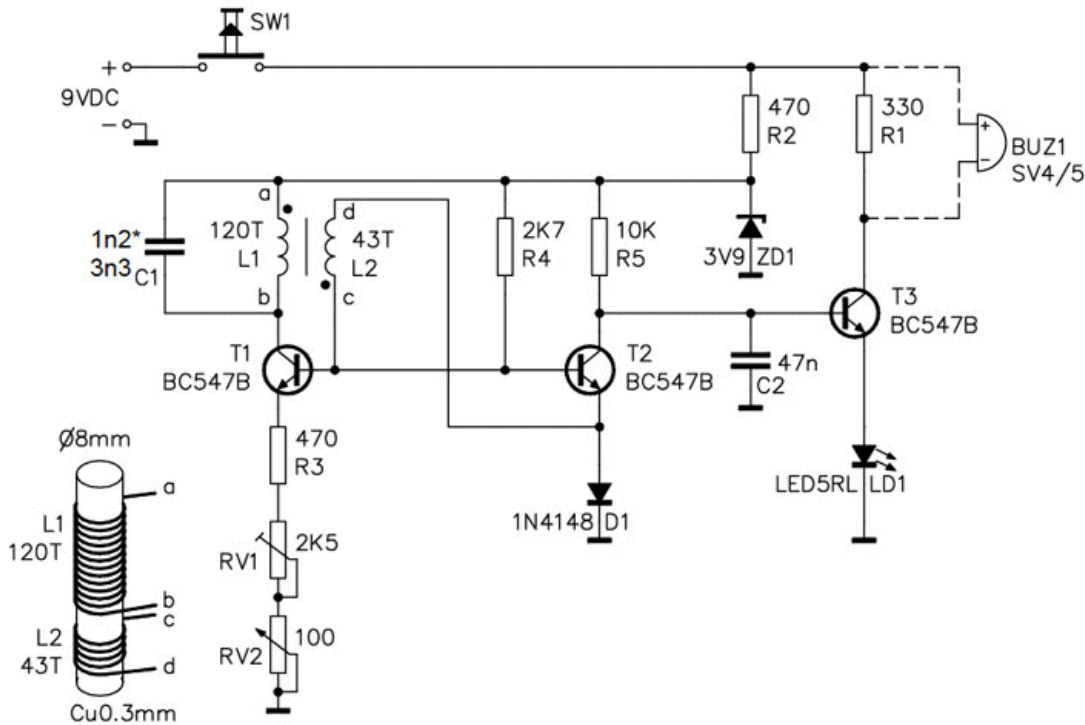 SW1
+
9VDC
-
470
R2
330
R1
+
-
BUZ1
SV4/5
a
120T
L1
b
d
43T
L2
c
1n2*
3n3 C1
2K7
R4
10K
R5
3V9 ZD1
T1
BC547B
T2
BC547B
T3
BC547B
47n
C2
470
R3
2K5
RV1
100
RV2
1N4148 D1
LED5RL LD1
Ø8mm
a
L1
120T
b
c
L2
43T
d
Cu0.3mm